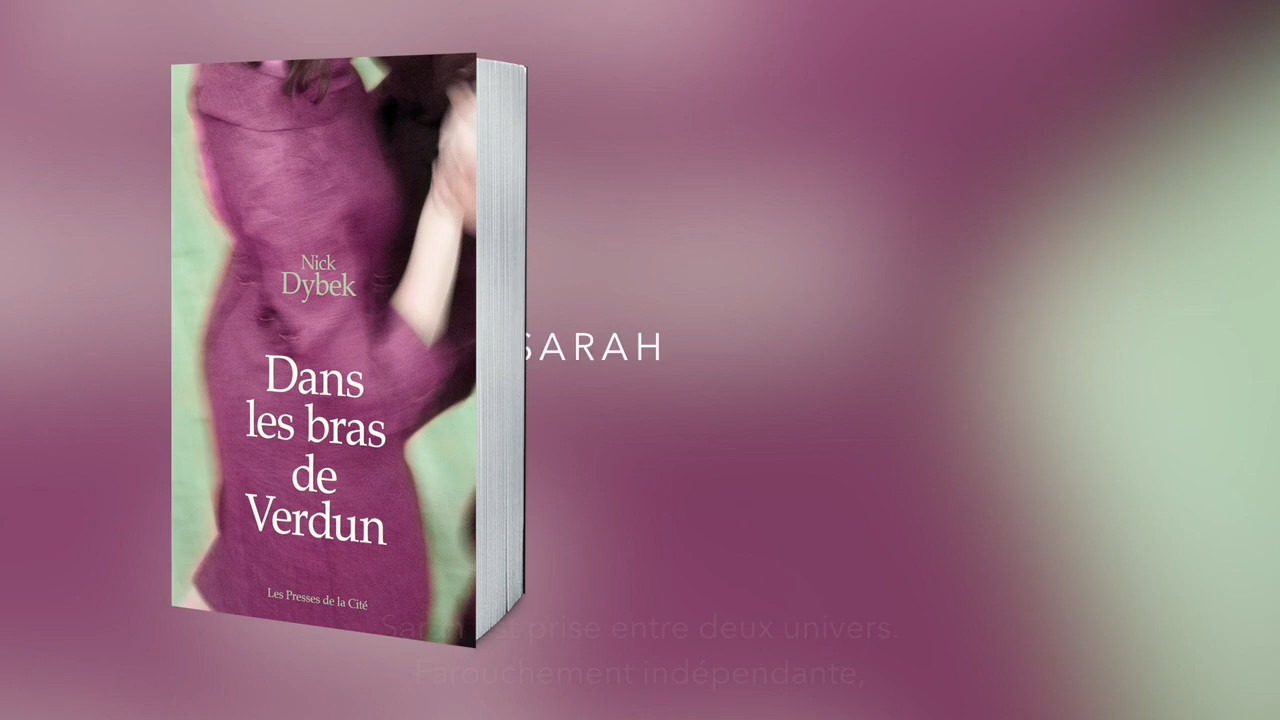 Nick
Dybek
Dans
les bras
de
Verdun
Les Presses de la Cité
SARAH
Sarah est prise entre deux univers.
Farouchement indépendante,